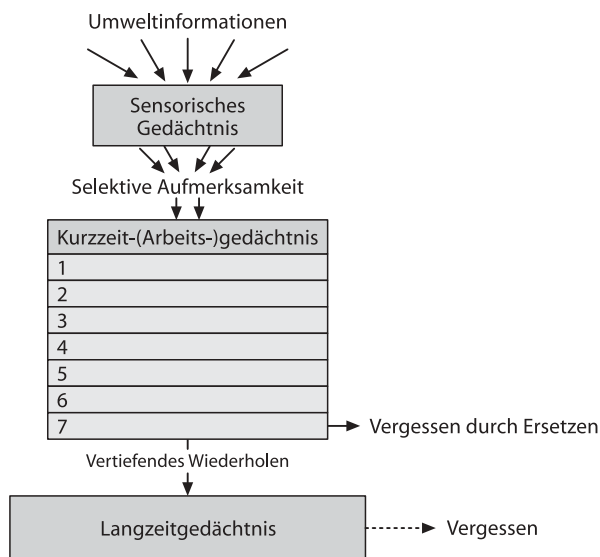 Umweltinformationen
Sensorisches
Gedächtnis
Selektive Aufmerksamkeit
Kurzzeit-(Arbeits-)gedächtnis
1
2
3
4
5
6
7
Vergessen durch Ersetzen
Vertiefendes Wiederholen
Langzeitgedächtnis
Vergessen